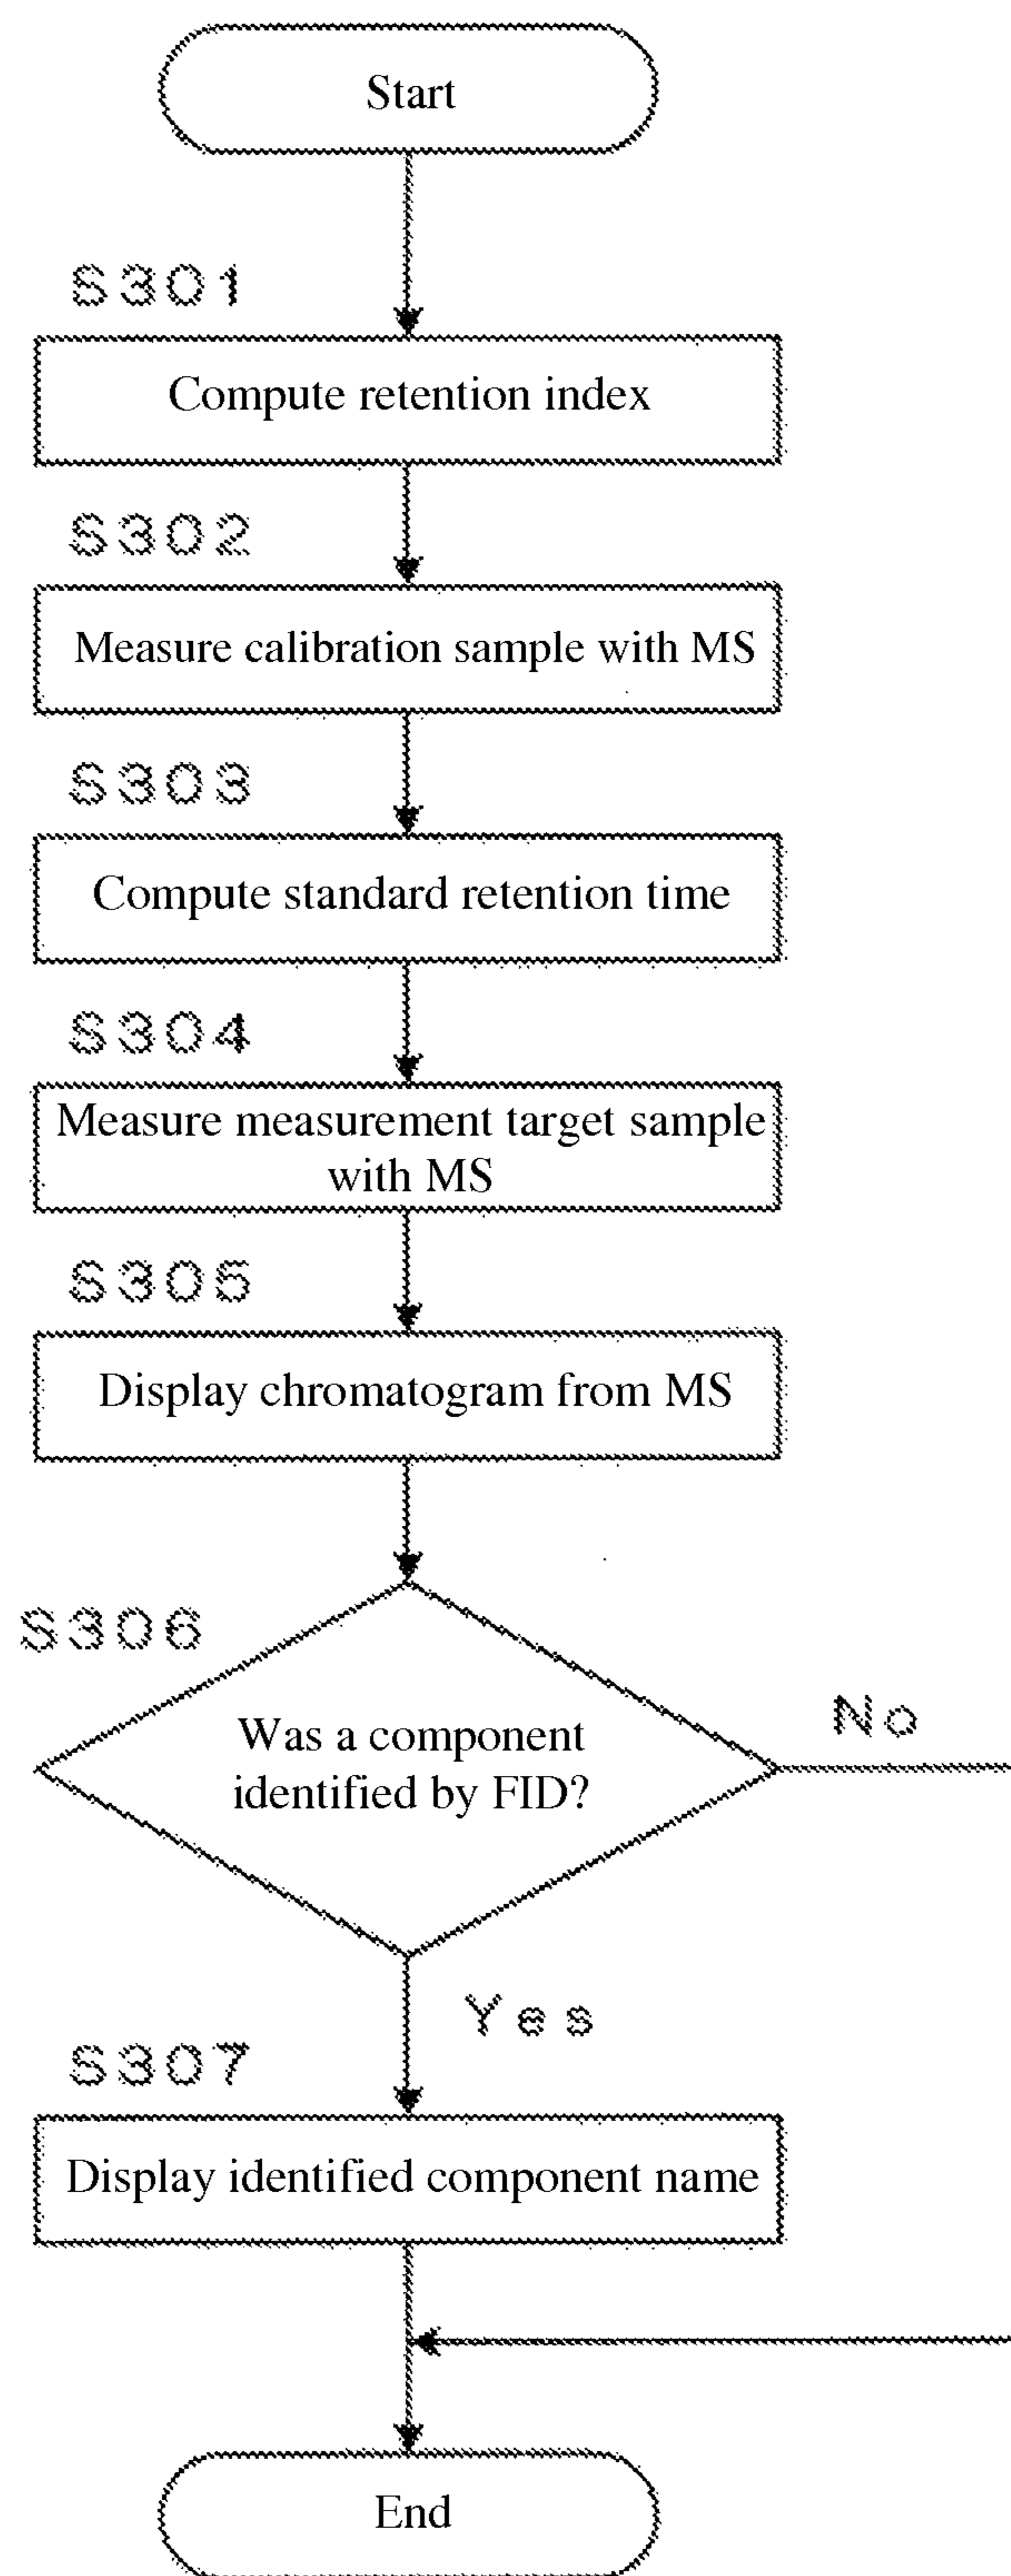 Start
S301
Compute retention index
S302
Measure calibration sample with MS
S303
Compute standard retention time
S304
Measure measurement target sample
with MS
S305
Display chromatogram from MS
S306
Was a component
identified by FID?
No
Yes
S307
Display identified component name
End